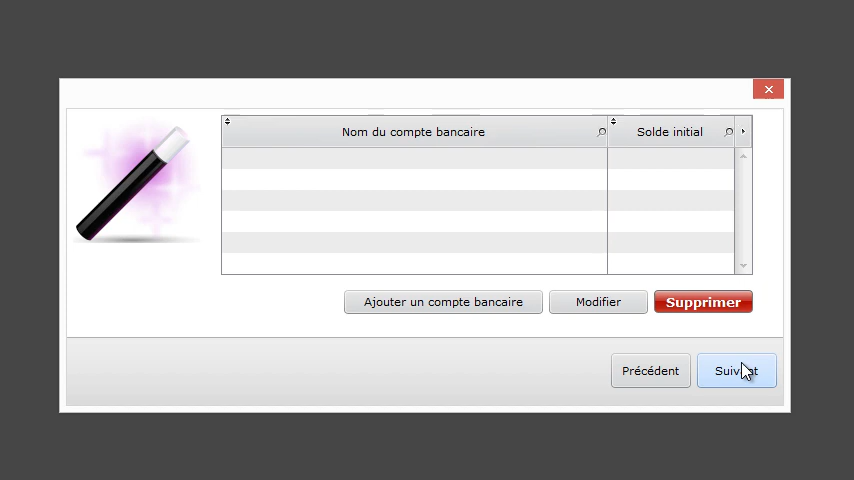 Nom du compte bancaire
Solde initial
Ajouter un compte bancaire
Modifier
Supprimer
Précédent
Suivant